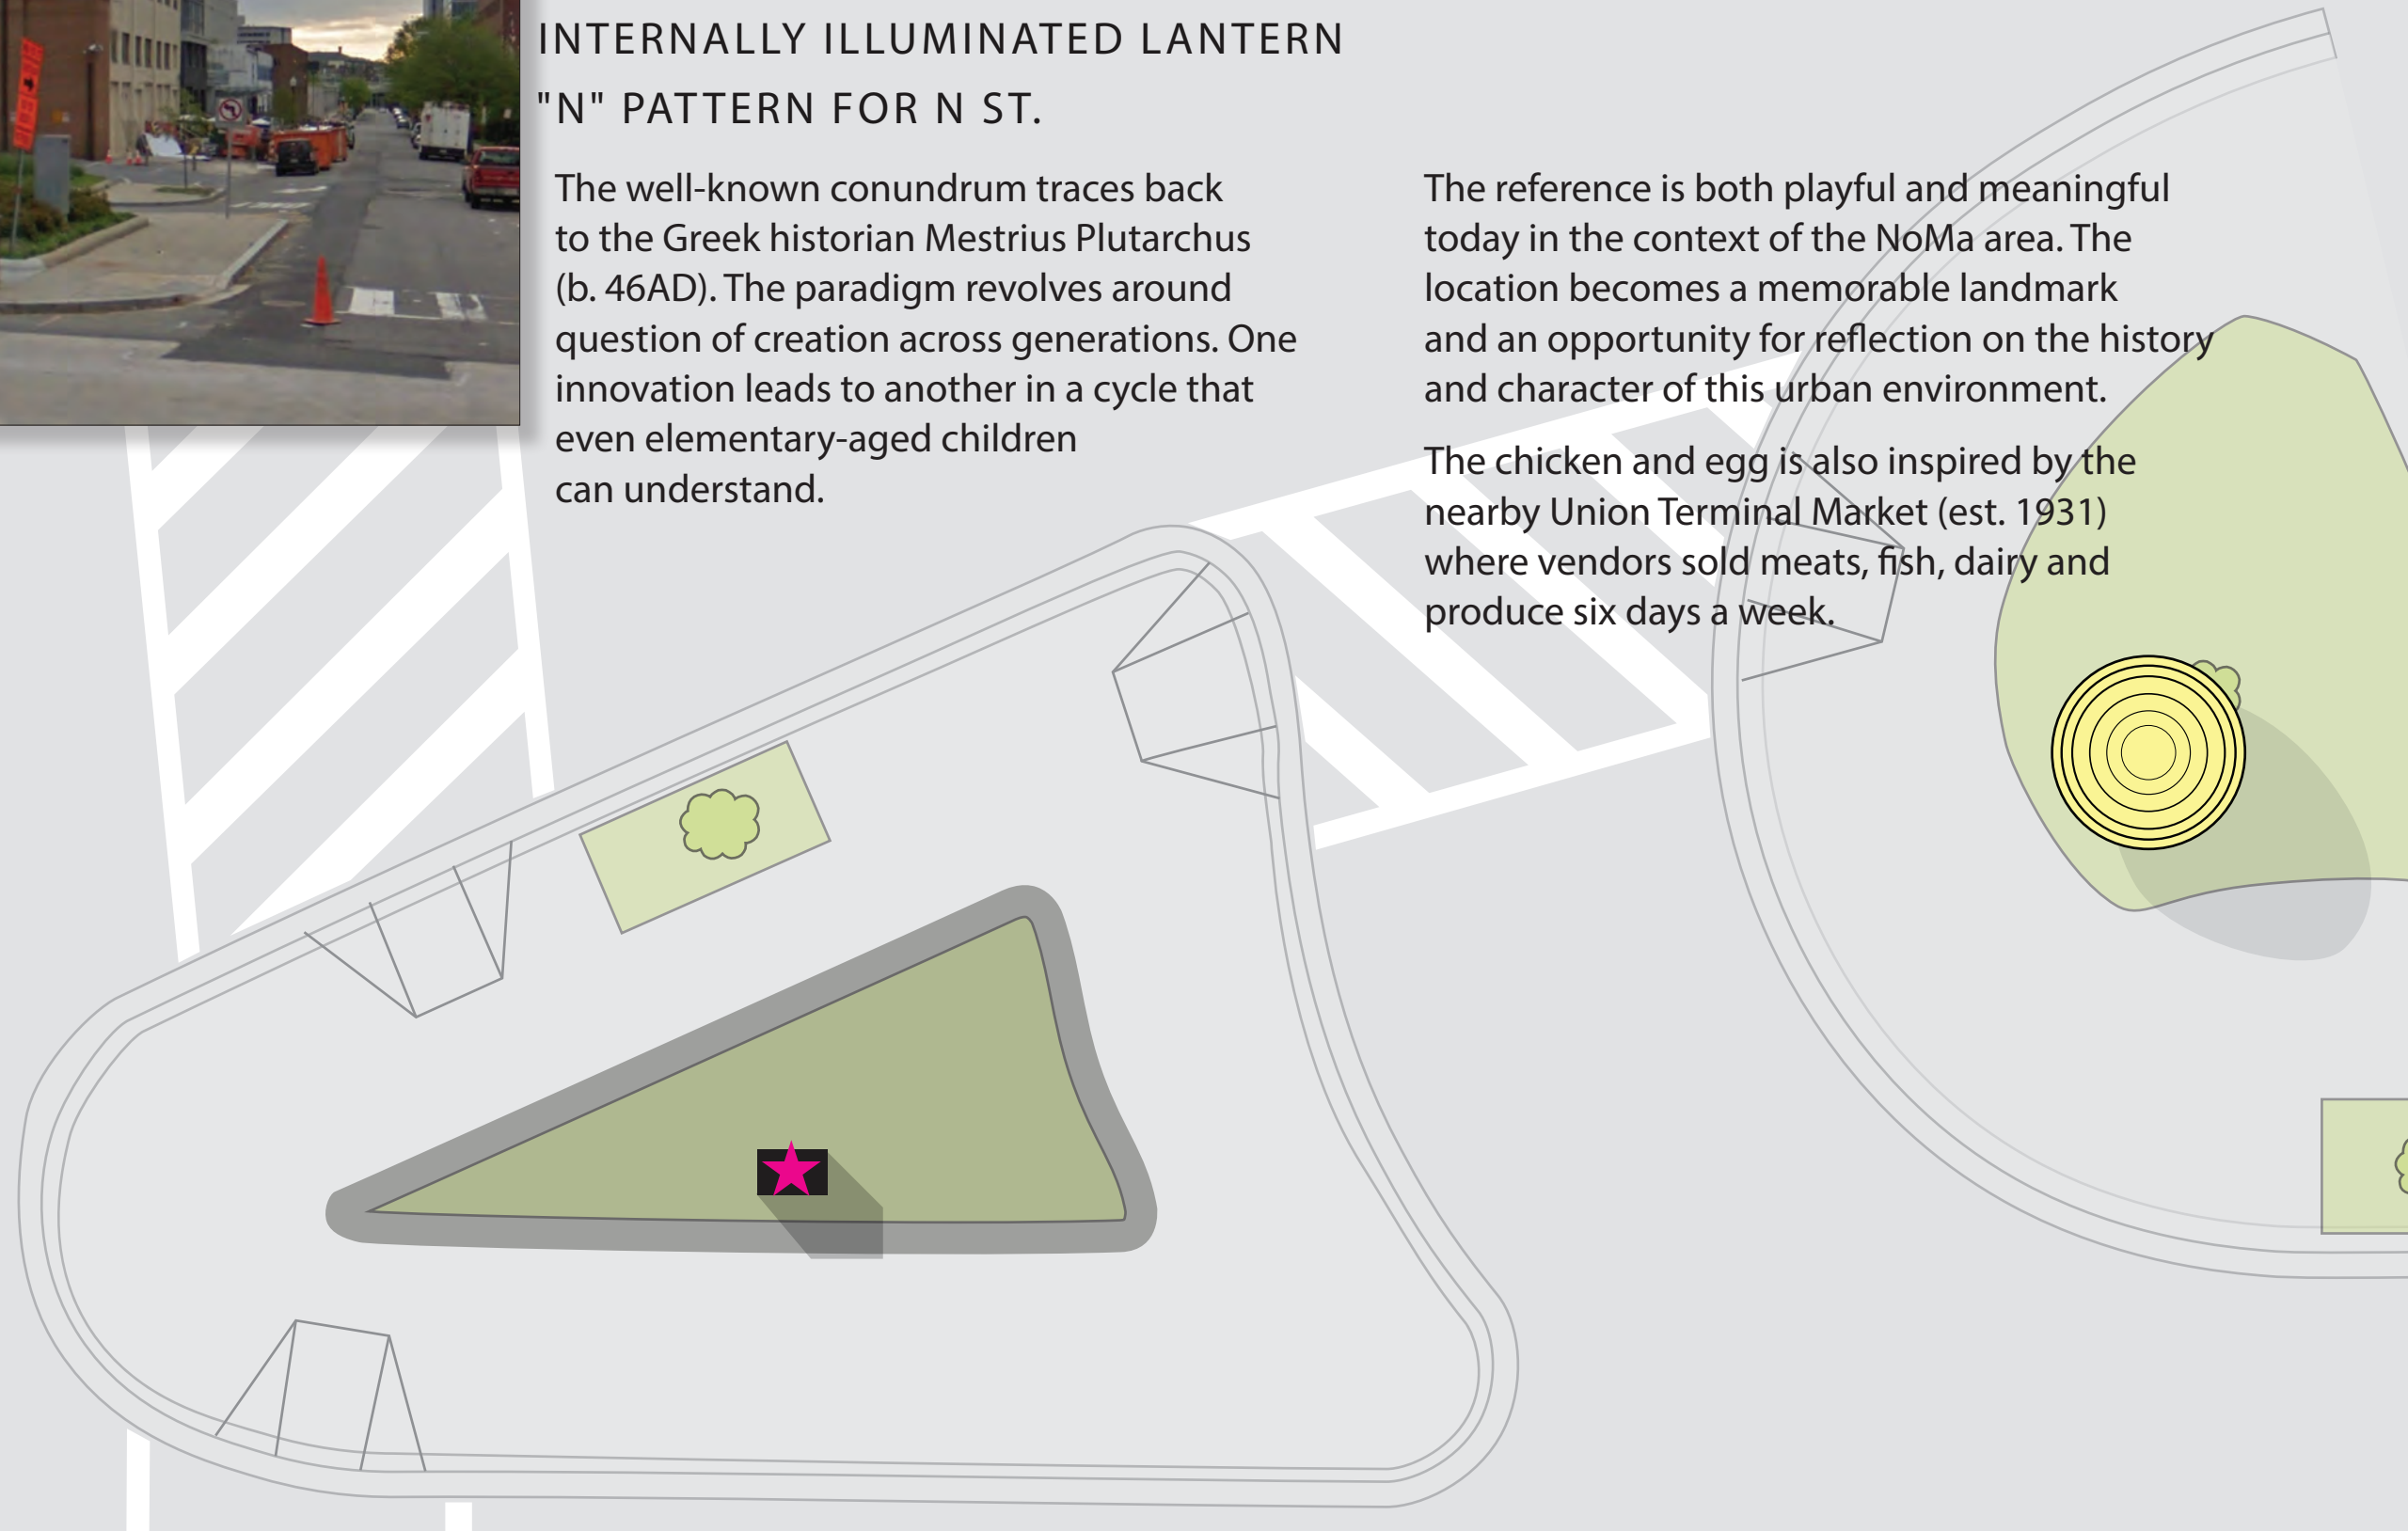 INTERNALLY ILLUMINATED LANTERN
"N" PATTERN FOR N ST.
The well-known conundrum traces back
to the Greek historian Mestrius Plutarchus
(b. 46AD). The paradigm revolves around
question of creation across generations. One
innovation leads to another in a cycle that
even elementary-aged children
can understand.
The reference is both playful and meaningful
today in the context of the NoMa area. The
location becomes a memorable landmark
and an opportunity for reflection on the history
and character of this urban environment.
The chicken and egg is also inspired by the
nearby Union Terminal Market (est. 1931)
where vendors sold meats, fish, dairy and
produce six days a week.